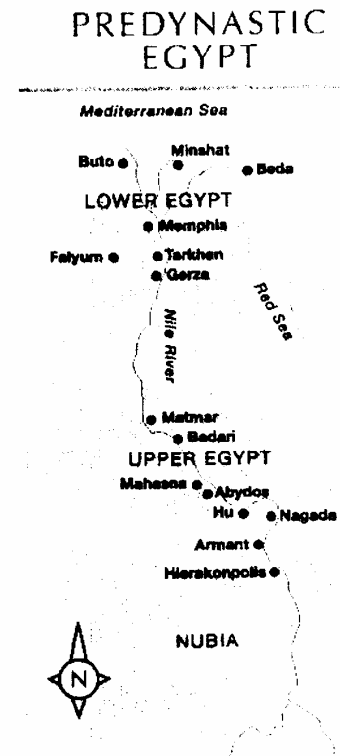 PREDYNASTIC
EGYPT
Mediterranean Sea
Minshat
Buto
Beda
LOWER EGYPT
Memphis
Faiyum
Tarkhan
Gerza
Red Sea
Nile River
Matmar
Badari
UPPER EGYPT
Mahasna
Abydos
Hu
Nagada
Armant
Hierakonpolis
NUBIA
N